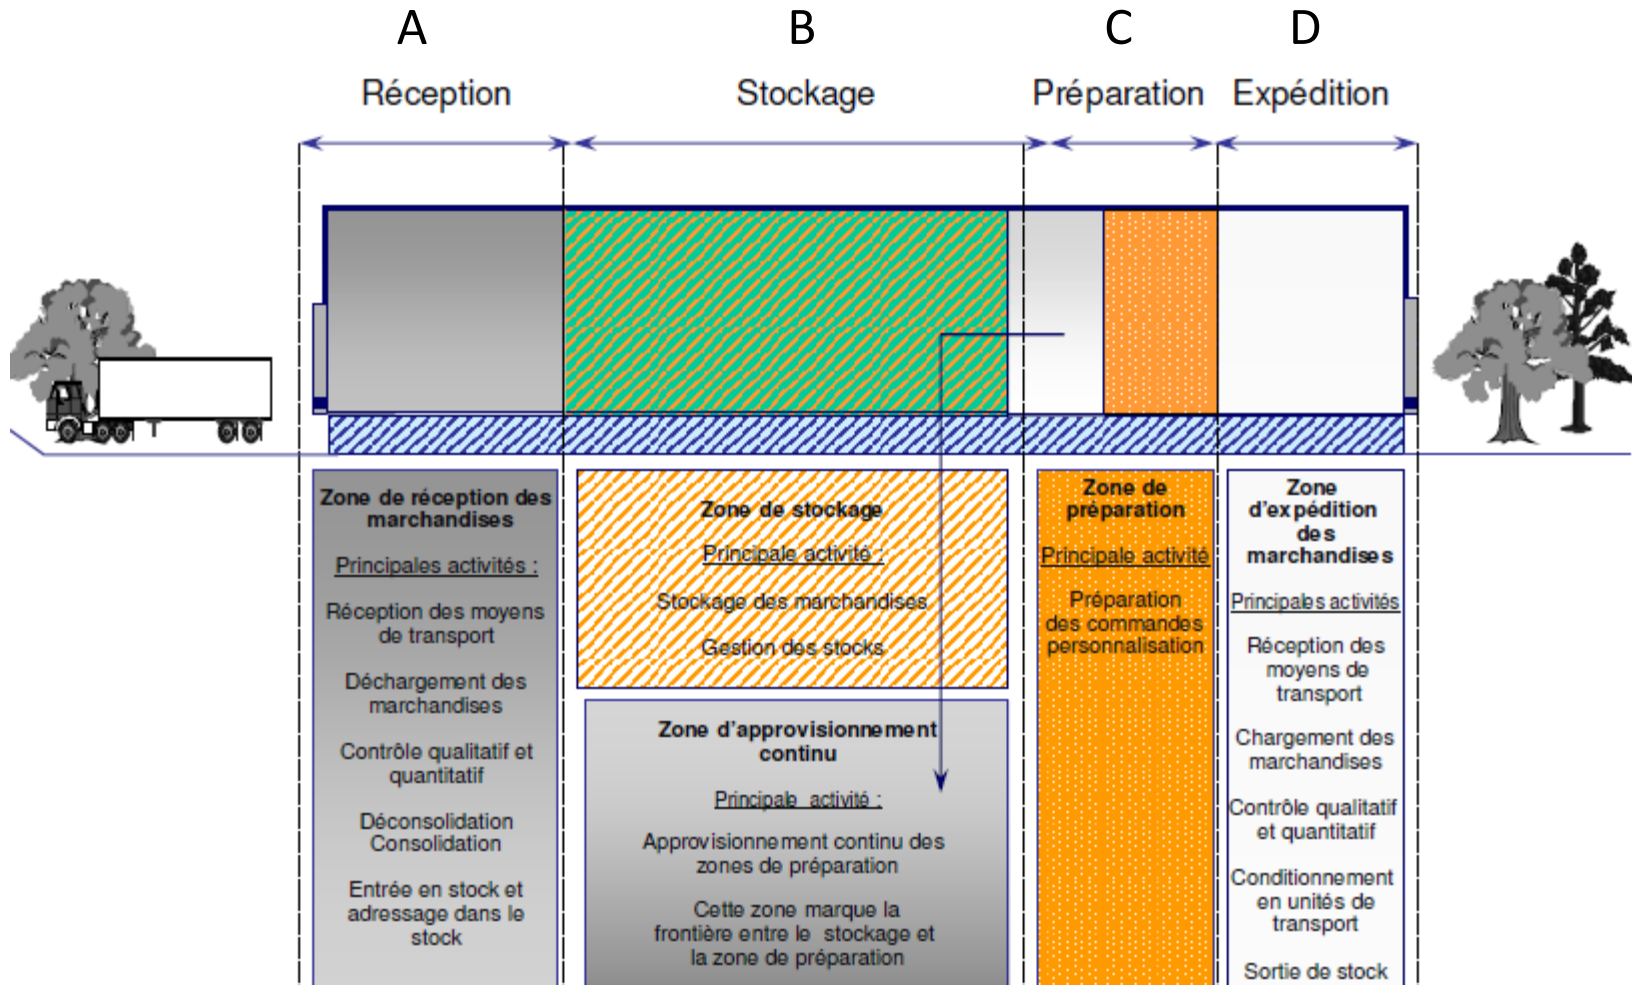 A
B
C
D
Réception
Stockage
Préparation
Expédition
Zone de réception des
marchandises
Principales activités :
Réception des moyens
de transport
Déchargement des
marchandises
Contrôle qualitatif et
quantitatif
Déconsolidation
Consolidation
Entrée en stock et
adressage dans le
stock
Zone de stockage
Principale activité :
Stockage des marchandises
Gestion des stocks
Zone d'approvisionnement
continu
Principale activité :
Approvisionnement continu des
zones de préparation
Cette zone marque la
frontière entre le stockage et
la zone de préparation
Zone de
préparation
Principale activité
Préparation
des commandes
personnalisation
Zone
d'expédition
des
marchandises
Principales activités
Réception des
moyens de
transport
Chargement des
marchandises
Contrôle qualitatif
et quantitatif
Conditionnement
en unités de
transport
Sortie de stock